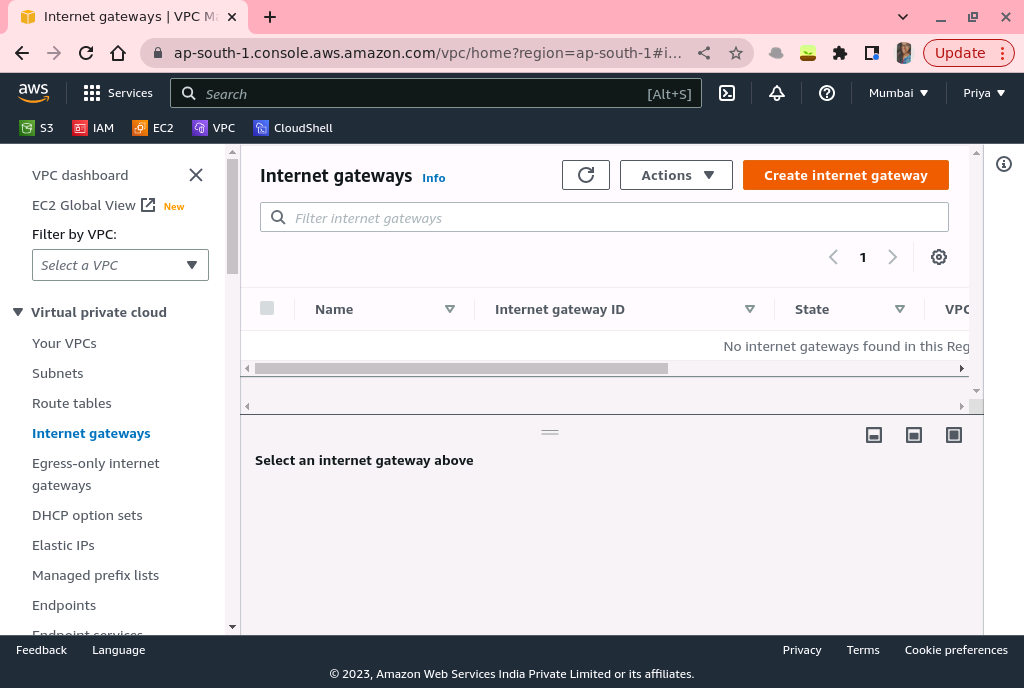 Internet gateways | VPC Ma
ap-south-1.console.aws.amazon.com/vpc/home?region=ap-south-1#i...
Update
aws
Services
Search
[Alt+S]
Mumbai
Priya
S3
IAM
EC2
VPC
CloudShell
VPC dashboard
EC2 Global View
New
Filter by VPC:
Select a VPC
Virtual private cloud
Your VPCs
Subnets
Route tables
Internet gateways
Egress-only internet
gateways
DHCP option sets
Elastic IPs
Managed prefix lists
Endpoints
Endpoint services
Internet gateways
Info
Actions
Create internet gateway
Filter internet gateways
1
Name
Internet gateway ID
State
VPC
No internet gateways found in this Reg
Select an internet gateway above
Feedback
Language
Privacy
Terms
Cookie preferences
© 2023, Amazon Web Services India Private Limited or its affiliates.